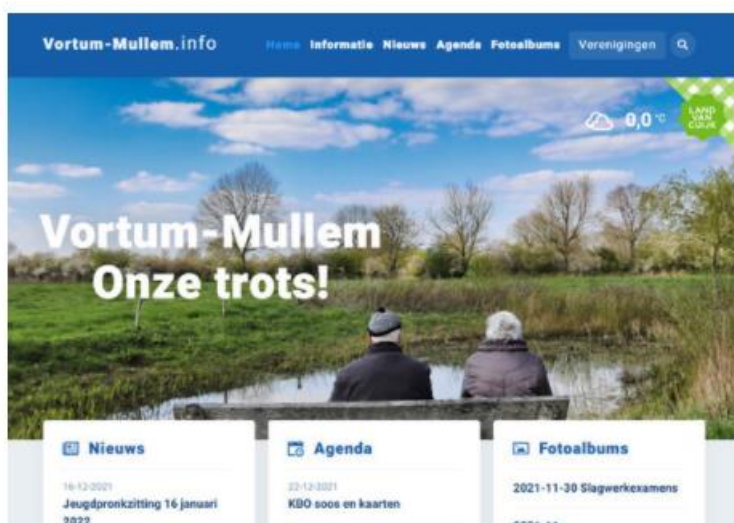 Vortum-Mullem.info
Home Informatie Nieuws Agenda Fotoalbums Verenigingen
0,0 °C
LAND
VAN
CUIJK
Vortum-Mullem
Onze trots!
Nieuws
16-12-2021
Jeugdpronkzitting 16 januari
2022
Agenda
22-12-2021
KBO soos en kaarten
Fotoalbums
2021-11-30 Slagwerkexamens